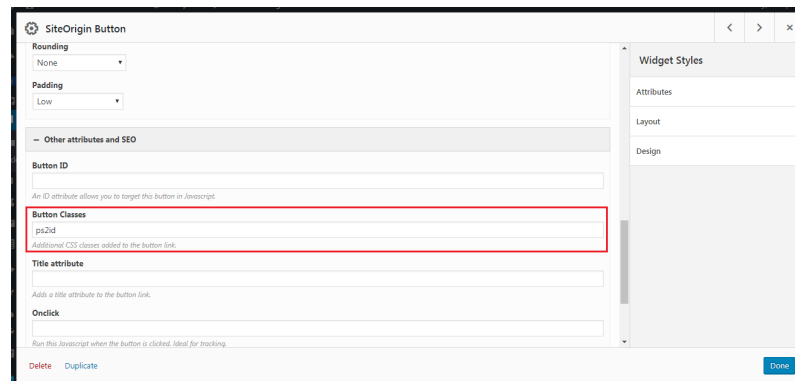 SiteOrigin Button
Rounding
None
Padding
Low
– Other attributes and SEO
Button ID
An ID attribute allows you to target this button in Javascript.
Button Classes
ps2id
Additional CSS classes added to the button link.
Title attribute
Adds a title attribute to the button link.
Onclick
Run this Javascript when the button is clicked. Ideal for tracking.
Delete Duplicate
Widget Styles
Attributes
Layout
Design
Done